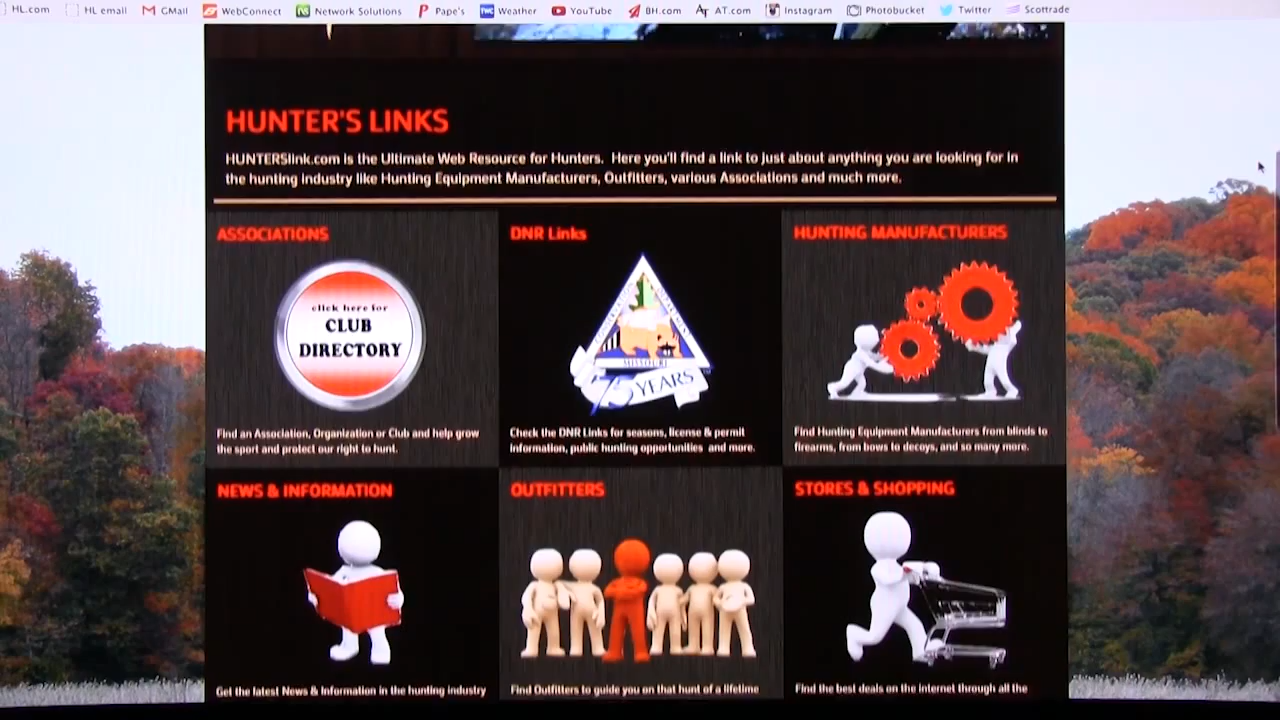 HL.com HL email GMail WebConnect Network Solutions Pape's Weather YouTube BH.com AT.com Instagram Photobucket Twitter Scottrade
HUNTER'S LINKS
HUNTERSlink.com is the Ultimate Web Resource for Hunters. Here you'll find a link to just about anything you are looking for in
the hunting industry like Hunting Equipment Manufacturers, Outfitters, various Associations and much more.
ASSOCIATIONS
click here for
CLUB
DIRECTORY
Find an Association, Organization or Club and help grow
the sport and protect our right to hunt.
DNR Links
MISSOURI
75 YEARS
Check the DNR Links for seasons, license & permit
information, public hunting opportunities and more.
HUNTING MANUFACTURERS
Find Hunting Equipment Manufacturers from blinds to
firearms, from bows to decoys, and so many more.
NEWS & INFORMATION
Get the latest News & Information in the hunting industry
OUTFITTERS
Find Outfitters to guide you on that hunt of a lifetime
STORES & SHOPPING
Find the best deals on the internet through all the